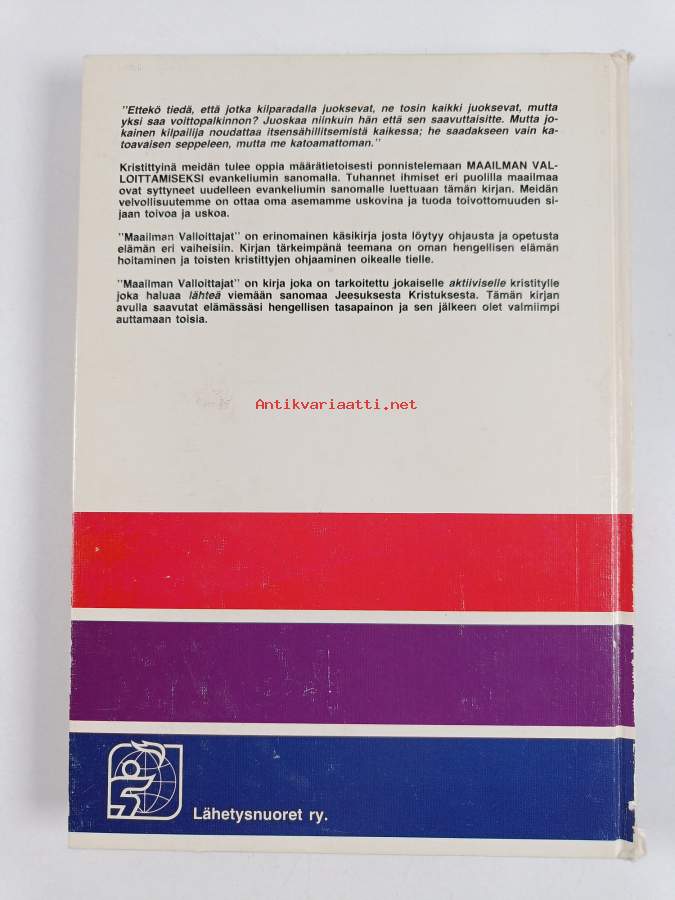 "Ettekö tiedä, että jotka kilparadalla juoksevat, ne tosin kaikki juoksevat, mutta
yksi saa voittopalkinnon? Juoskaa niinkuin hän että sen saavuttaisitte. Mutta jo-
kainen kilpailija noudattaa itsensähillitsemistä kaikessa; he saadakseen vain ka-
toavaisen seppeleen, mutta me katoamattoman."
Kristittyinä meidän tulee oppia määrätietoisesti ponnistelemaan MAAILMAN VAL-
LOITTAMISEKSI evankeliumin sanomalla. Tuhannet ihmiset eri puolilla maailmaa
ovat syttyneet uudelleen evankeliumin sanomalle luettuaan tämän kirjan. Meidän
velvollisuutemme on ottaa oma asemamme uskovina ja tuoda toivottomuuden si-
jaan toivoa ja uskoa.
"Maailman Valloittajat" on erinomainen käsikirja josta löytyy ohjausta ja opetusta
elämän eri vaiheisiin. Kirjan tärkeimpänä teemana on oman hengellisen elämän
hoitaminen ja toisten kristittyjen ohjaaminen oikealle tielle.
"Maailman Valloittajat" on kirja joka on tarkoitettu jokaiselle aktiiviselle kristitylle
joka haluaa lähteä viemään sanomaa Jeesuksesta Kristuksesta. Tämän kirjan
avulla saavutat elämässäsi hengellisen tasapainon ja sen jälkeen olet valmiimpi
auttamaan toisia.
Antikvariaatti.net
Lähetysnuoret ry.